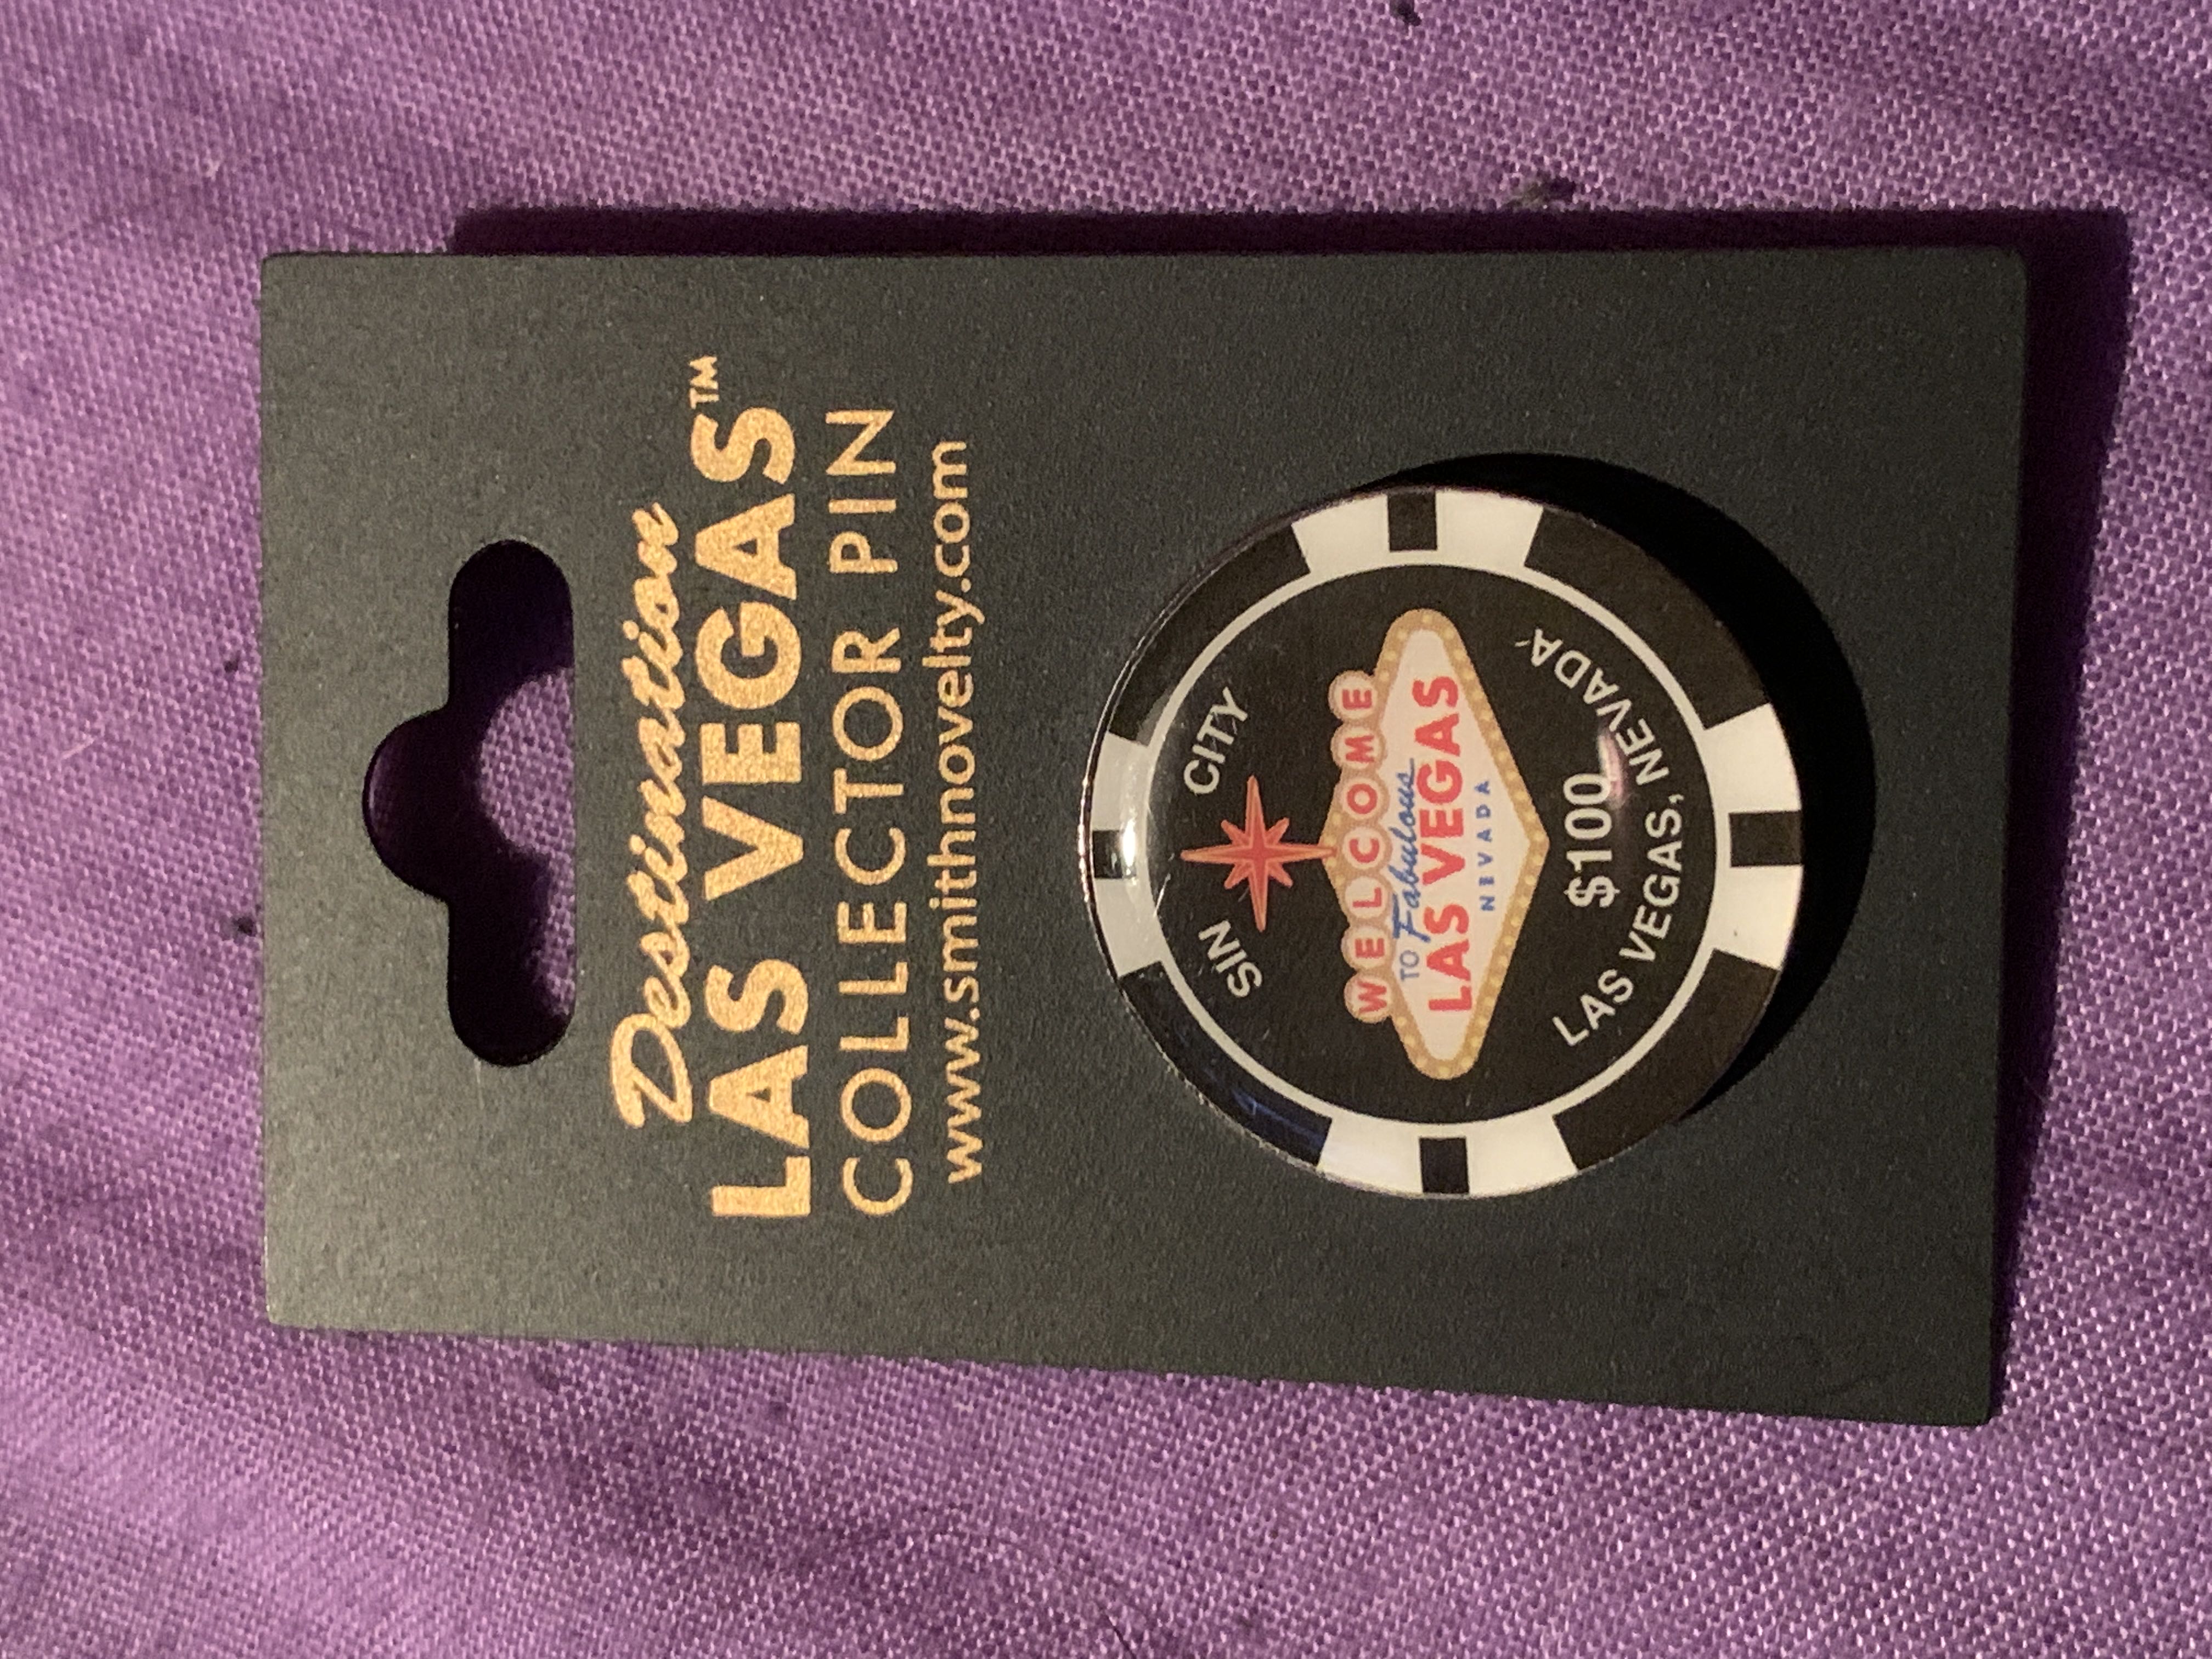 Destination
LAS VEGAS™
COLLECTOR PIN
www.smithnovelty.com
SIN CITY
WELCOME
TO Fabulous
LAS VEGAS
NEVADA
$100
LAS VEGAS, NEVADA